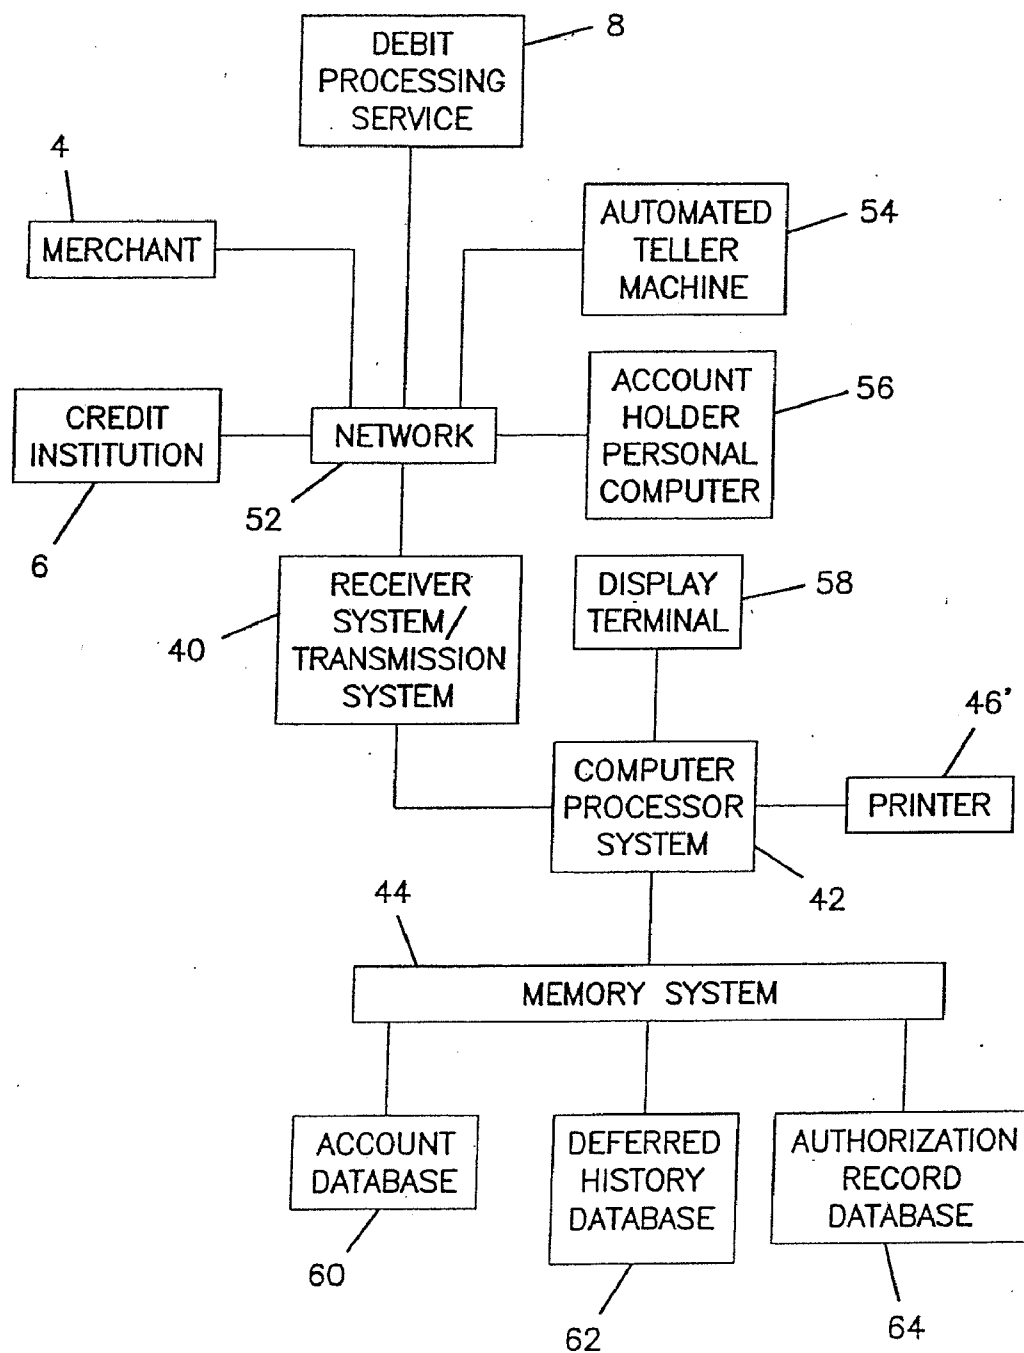 8
DEBIT
PROCESSING
SERVICE
4
MERCHANT
AUTOMATED
TELLER
MACHINE
54
CREDIT
INSTITUTION
6
NETWORK
52
ACCOUNT
HOLDER
PERSONAL
COMPUTER
56
RECEIVER
SYSTEM/
TRANSMISSION
SYSTEM
40
DISPLAY
TERMINAL
58
46'
COMPUTER
PROCESSOR
SYSTEM
PRINTER
42
44
MEMORY SYSTEM
ACCOUNT
DATABASE
60
DEFERRED
HISTORY
DATABASE
62
AUTHORIZATION
RECORD
DATABASE
64